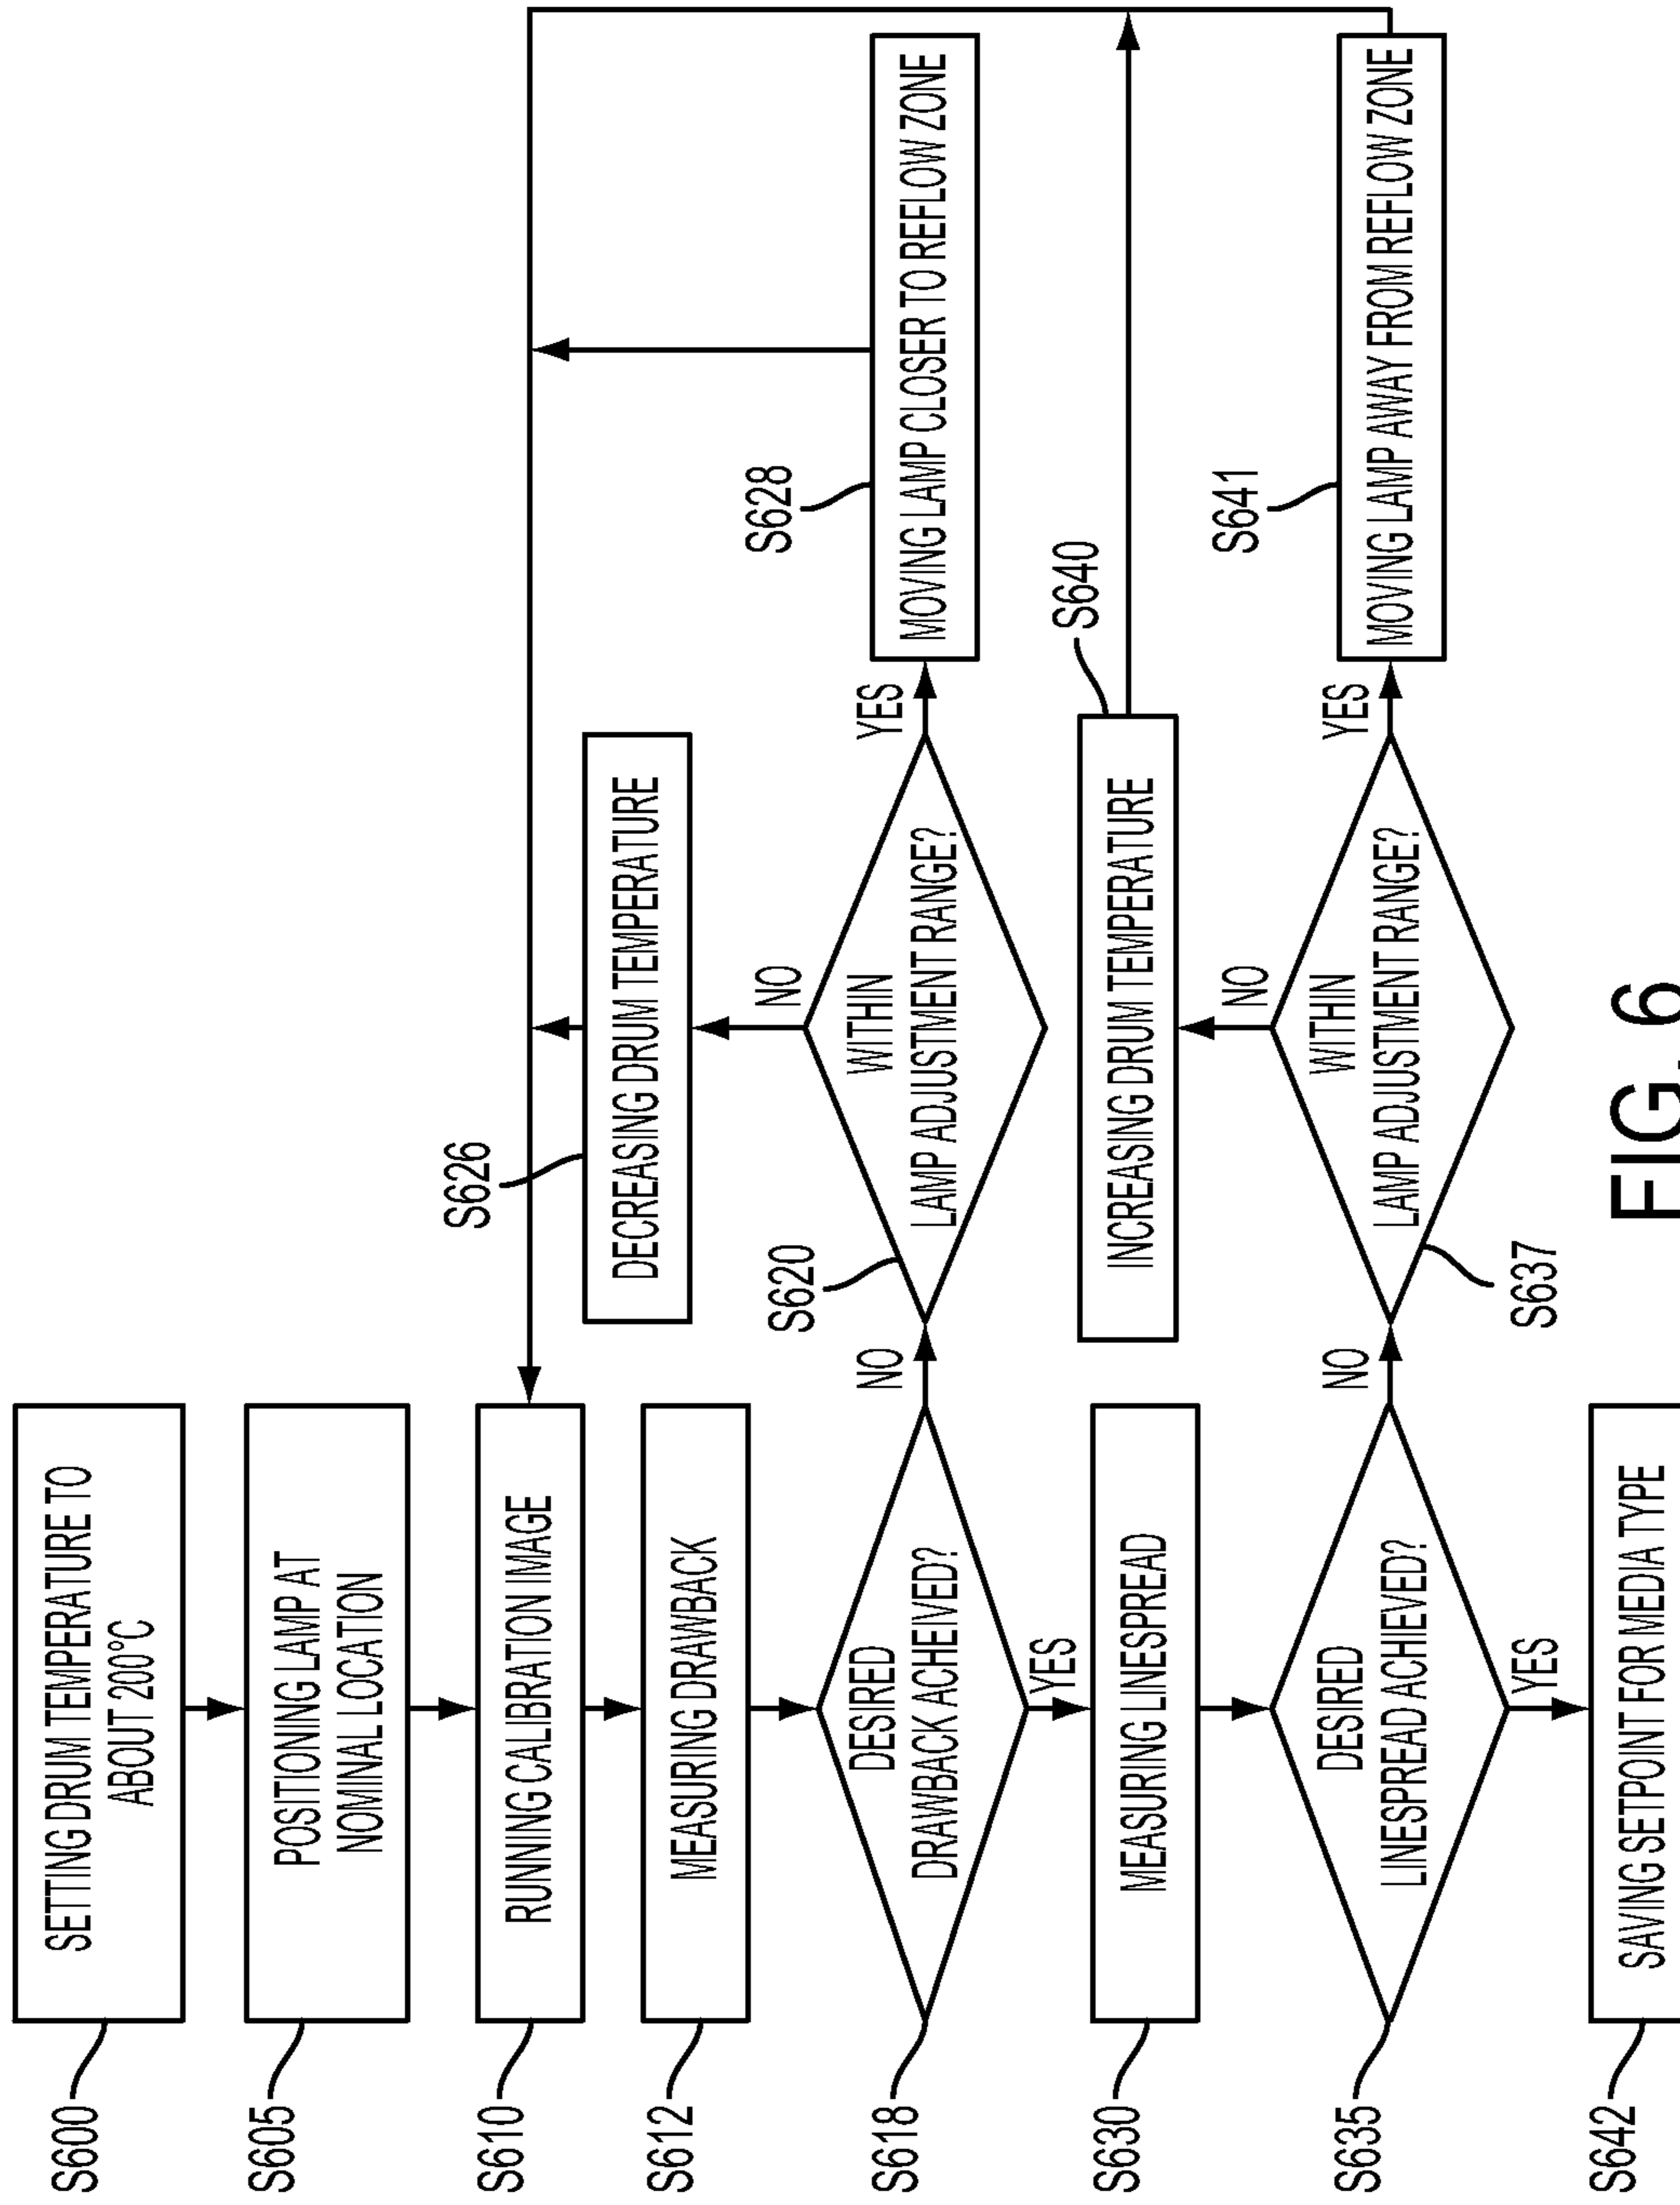 S600
SETTING DRUM TEMPERATURE TO
ABOUT 200°C
S605
POSITIONING LAMP AT
NOMINAL LOCATION
S610
RUNNING CALIBRATION IMAGE
S612
MEASURING DRAWBACK
S618
DESIRED
DRAWBACK ACHEIVED?
NO
YES
S620
WITHIN
LAMP ADJUSTMENT RANGE?
NO
YES
S626
DECREASING DRUM TEMPERATURE
S628
MOVING LAMP CLOSER TO REFLOW ZONE
S630
MEASURING LINESPREAD
S635
DESIRED
LINESPREAD ACHEIVED?
NO
YES
S637
WITHIN
LAMP ADJUSTMENT RANGE?
NO
YES
S640
INCREASING DRUM TEMPERATURE
S641
MOVING LAMP AWAY FROM REFLOW ZONE
S642
SAVING SETPOINT FOR MEDIA TYPE
FIG. 6